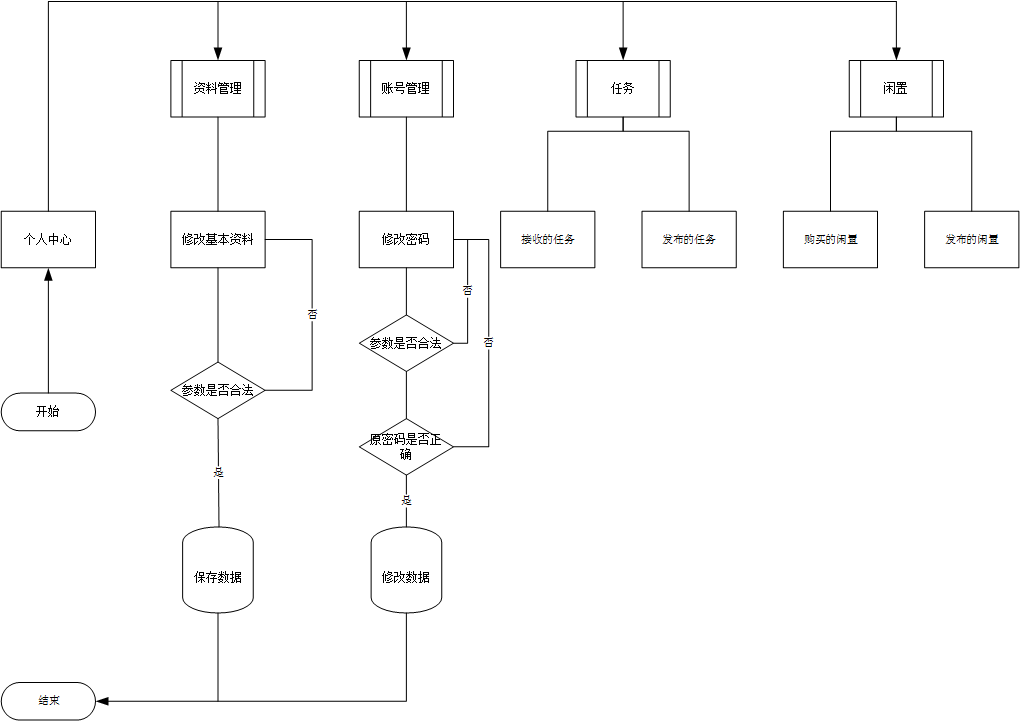 资料管理
账号管理
任务
闲置
个人中心
修改基本资料
修改密码
接收的任务
发布的任务
购买的闲置
发布的闲置
否
否
否
参数是否合法
参数是否合法
开始
原密码是否正
确
是
是
保存数据
修改数据
结束